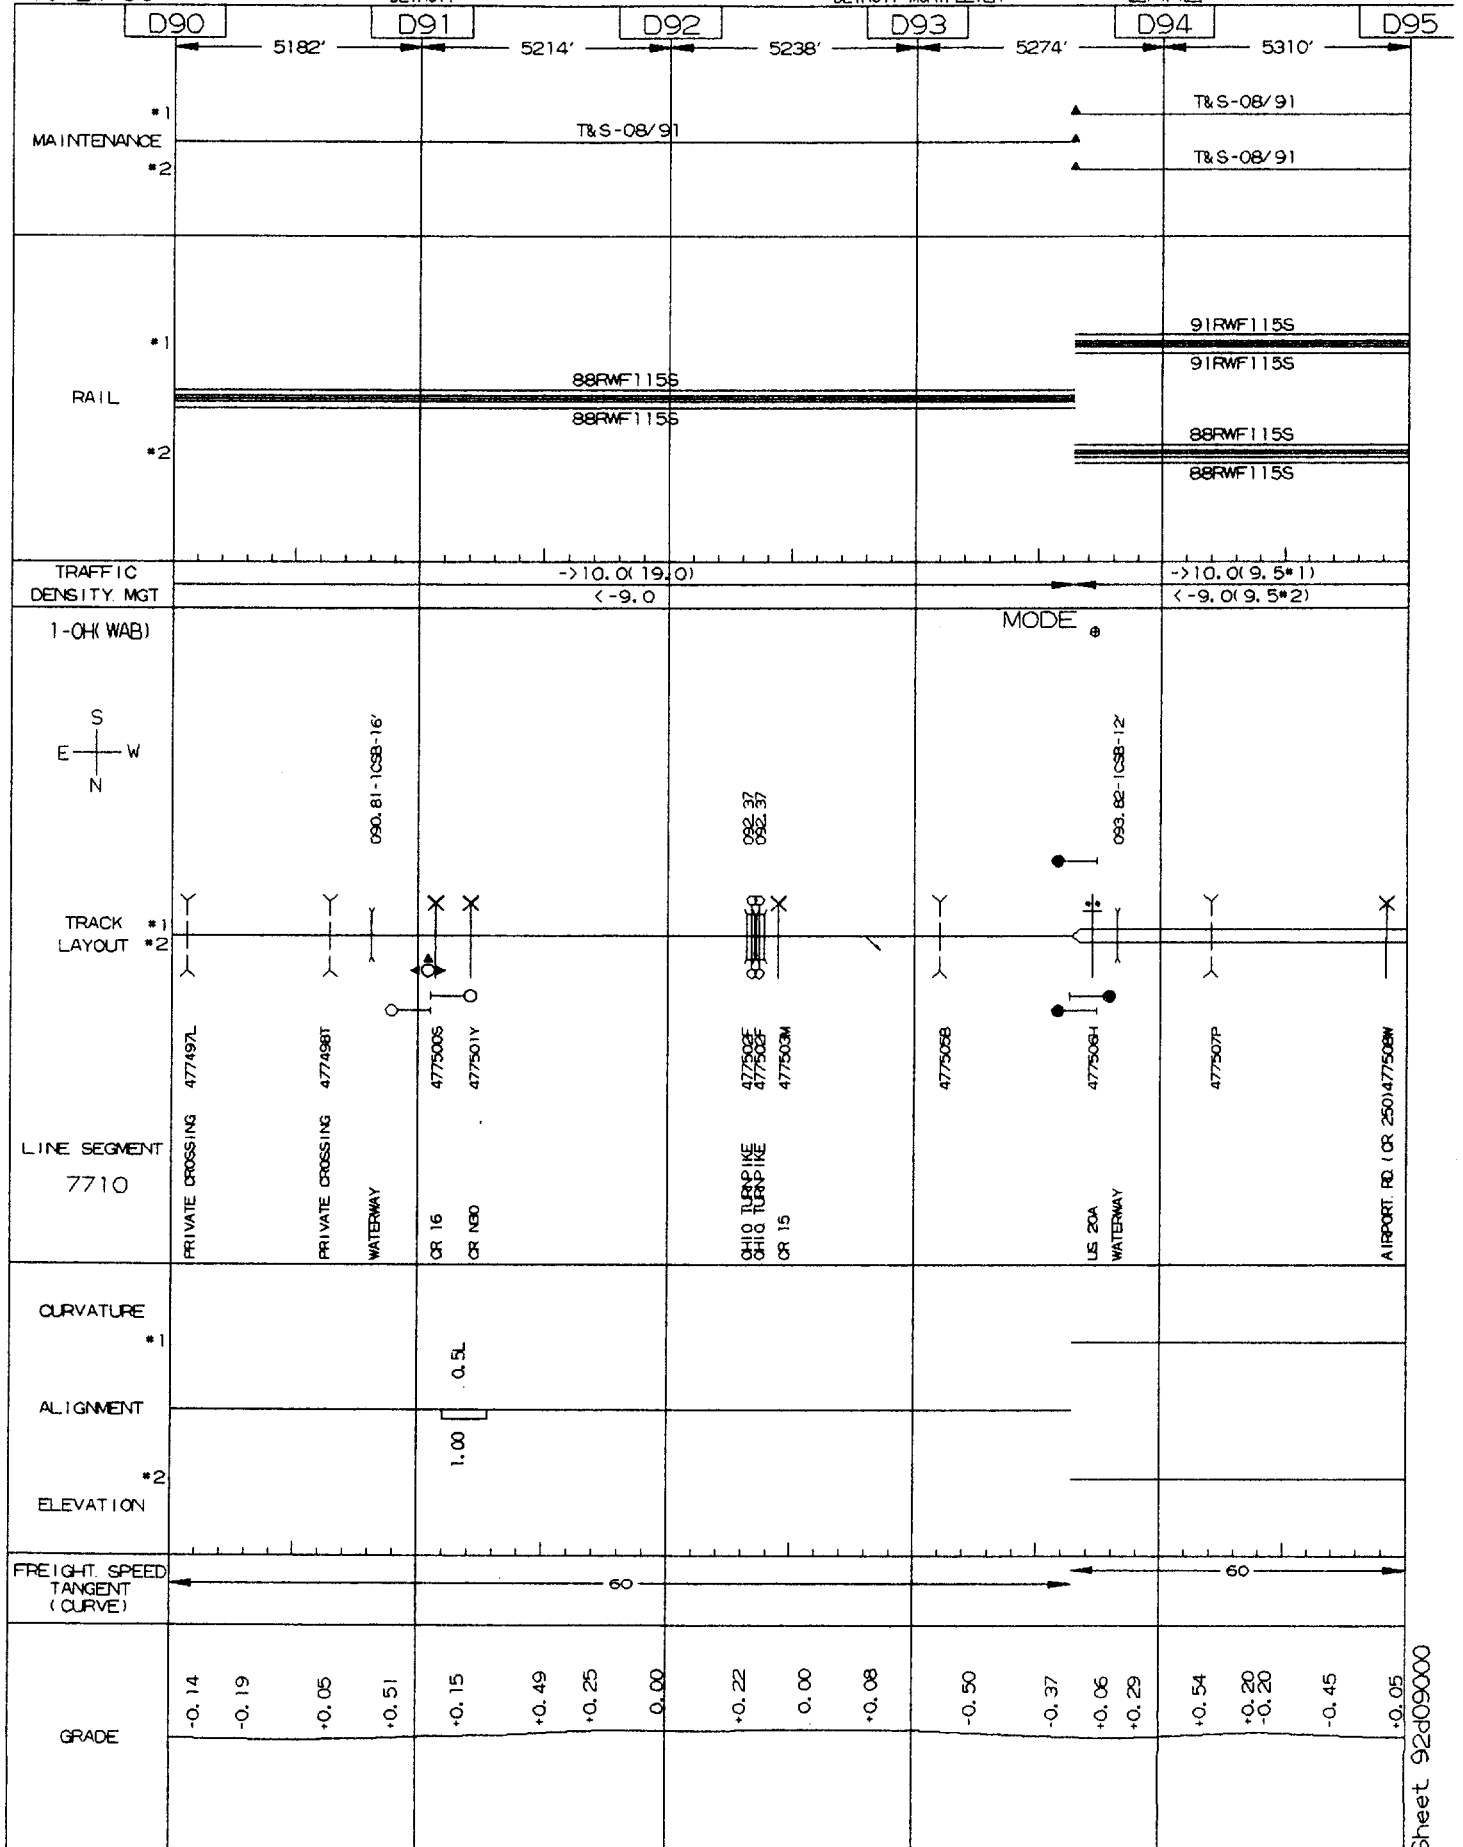 D90 D91 D92 D93 D94 D95
5182' 5214' 5238' 5274' 5310'
MAINTENANCE
#1
#2
T&S-08/91
T&S-08/91
T&S-08/91
RAIL
#1
#2
88RWF115S
88RWF115S
91RWF115S
91RWF115S
88RWF115S
88RWF115S
TRAFFIC
DENSITY. MGT
->10.0(19.0)
<-9.0
->10.0(9.5#1)
<-9.0(9.5#2)
1-OH(WAB)
MODE
S
E W
N
090.81-1CSB-16'
092.37
092.37
093.82-1CSB-12'
TRACK #1
LAYOUT #2
LINE SEGMENT
7710
PRIVATE CROSSING 477497L
PRIVATE CROSSING 477498T
WATERWAY
CR 16 477500S
CR N30 477501Y
OHIO TURNPIKE 477502F
OHIO TURNPIKE 477502F
CR 15 477503M
477505B
US 20A 477506H
WATERWAY
477507P
AIRPORT. RD. (CR 250)477508W
CURVATURE
#1
ALIGNMENT
#2
ELEVATION
0.5L
1.00
FREIGHT. SPEED
TANGENT
(CURVE)
60
60
GRADE
-0.14 -0.19 +0.05 +0.51 +0.15 +0.49 +0.25 0.00 +0.22 0.00 +0.08 -0.50 -0.37 +0.06 +0.29 +0.54 +0.20 -0.20 -0.45 +0.05
Sheet 92d09000